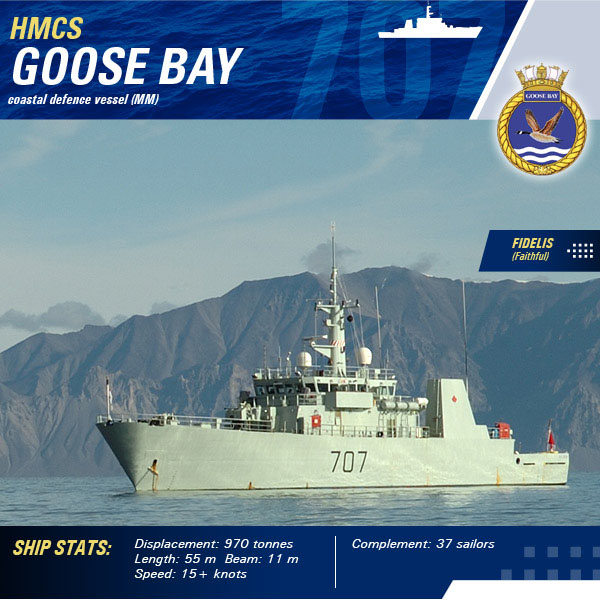 HMCS
GOOSE BAY
coastal defence vessel (MM)
707
GOOSE BAY
FIDELIS
(Faithful)
707
SHIP STATS:
Displacement: 970 tonnes
Length: 55 m Beam: 11 m
Speed: 15+ knots
Complement: 37 sailors